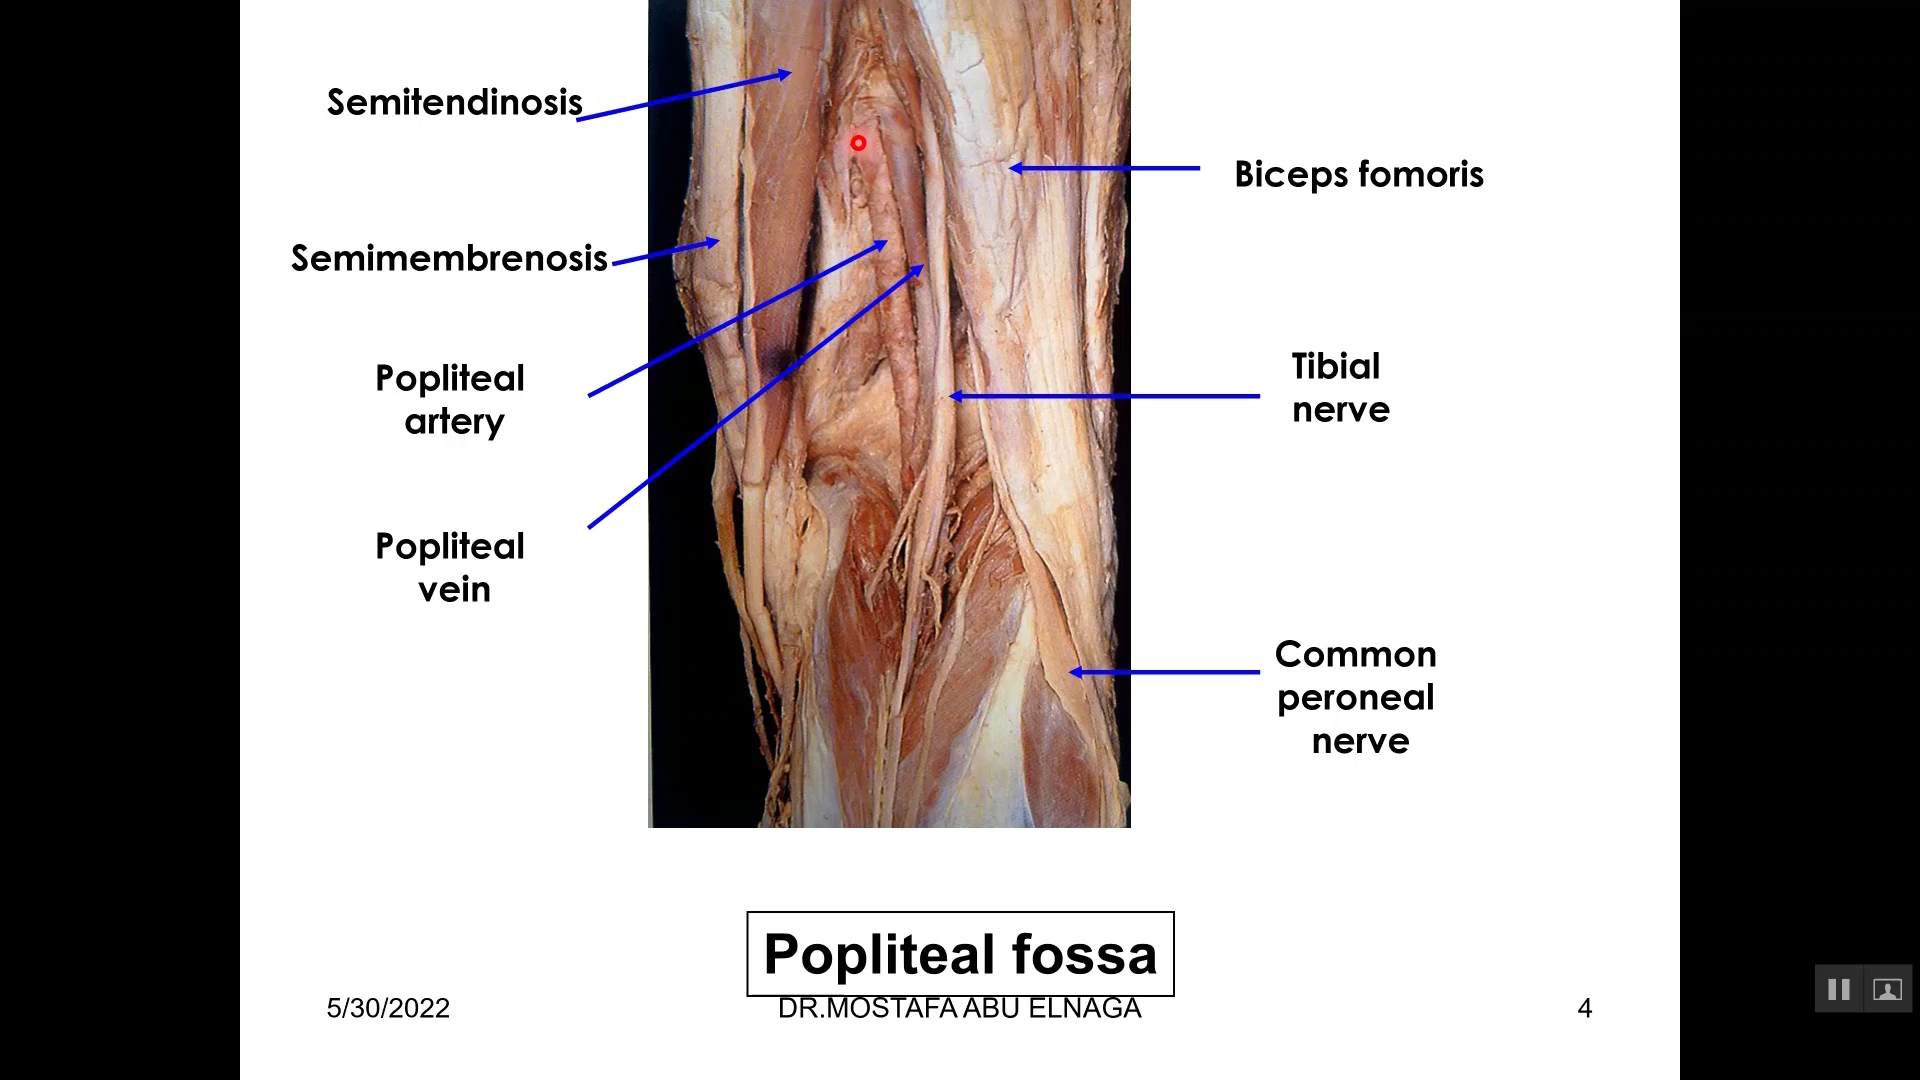 Semitendinosis
Biceps fomoris
Semimembrenosis
Popliteal
artery
Tibial
nerve
Popliteal
vein
Common
peroneal
nerve
Popliteal fossa
5/30/2022
DR.MOSTAFA ABU ELNAGA
4